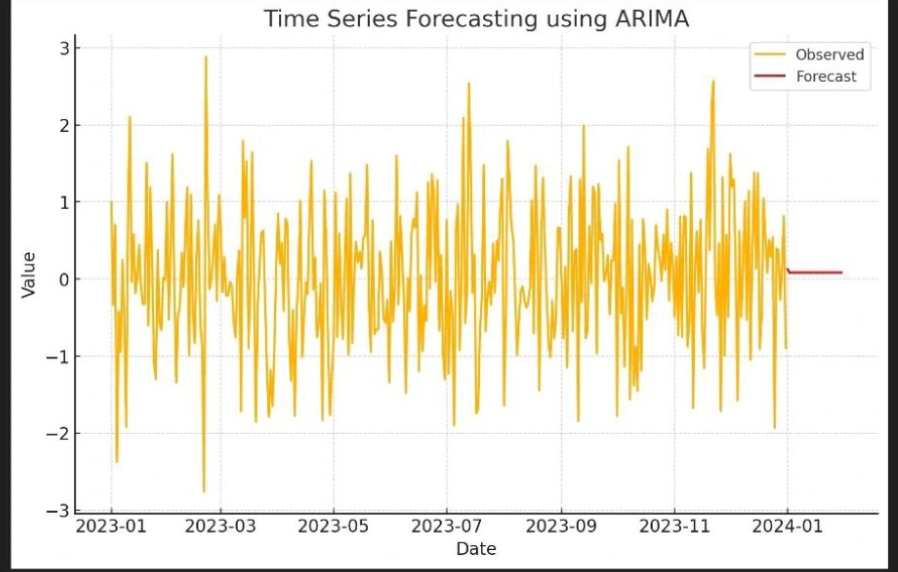 Time Series Forecasting using ARIMA
Observed
Forecast
3
2
1
0
−1
−2
−3
Value
2023-01 2023-03 2023-05 2023-07 2023-09 2023-11 2024-01
Date